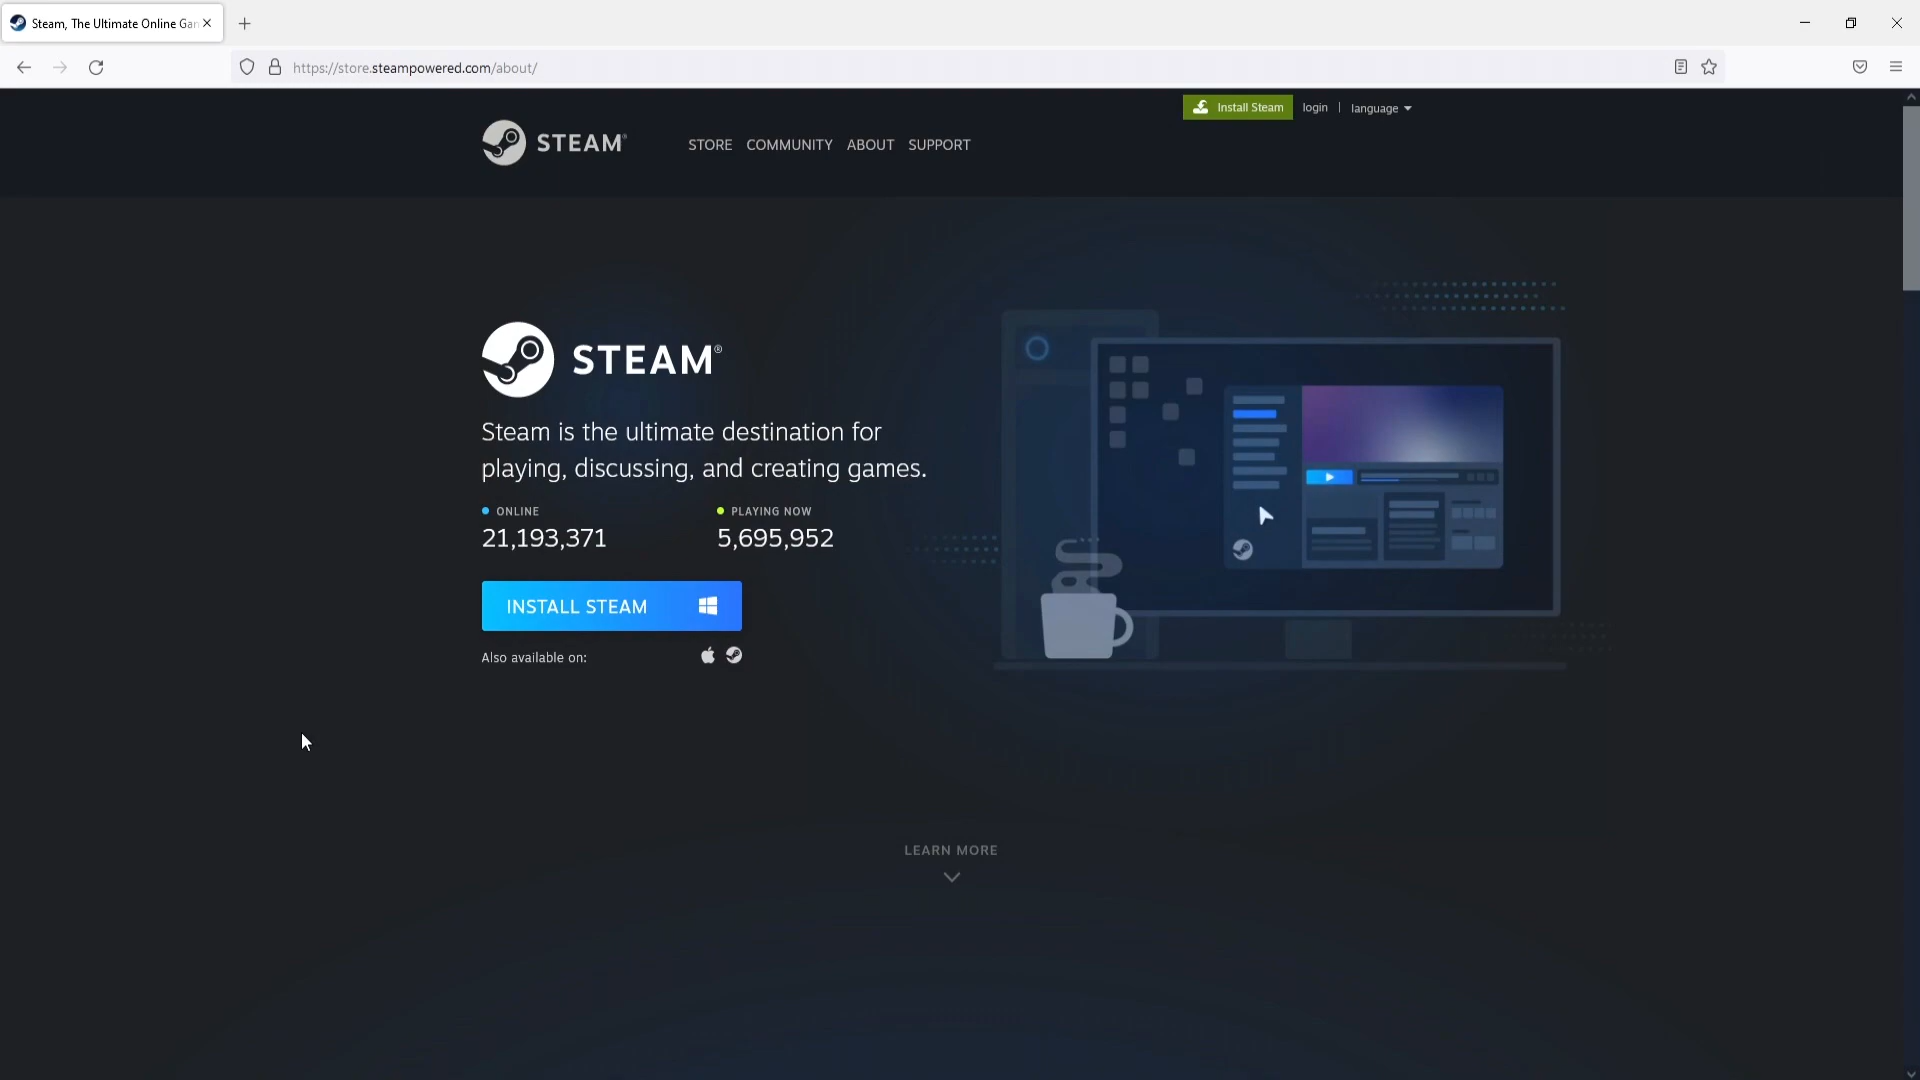 Steam, The Ultimate Online Gan
https://store.steampowered.com/about/
Install Steam login | language
STEAM®
STORE COMMUNITY ABOUT SUPPORT
STEAM®
Steam is the ultimate destination for
playing, discussing, and creating games.
ONLINE PLAYING NOW
21,193,371 5,695,952
INSTALL STEAM
Also available on:
LEARN MORE